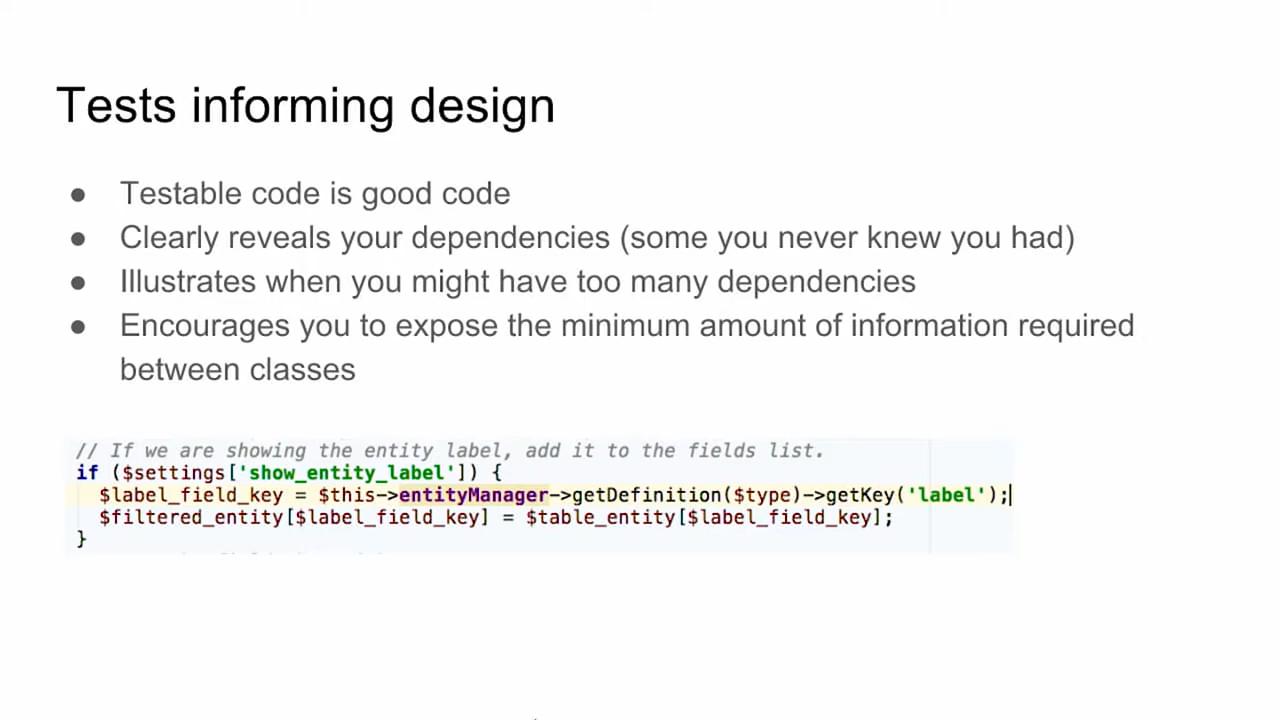 Tests informing design
● Testable code is good code
● Clearly reveals your dependencies (some you never knew you had)
● Illustrates when you might have too many dependencies
● Encourages you to expose the minimum amount of information required
between classes
// If we are showing the entity label, add it to the fields list.
if ($settings['show_entity_label']) {
$label_field_key = $this->entityManager->getDefinition($type)->getKey('label');
$filtered_entity[$label_field_key] = $table_entity[$label_field_key];
}